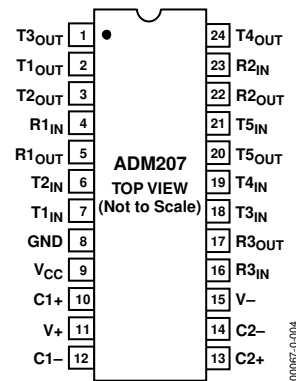 T3OUT 1 24 T4OUT
T1OUT 2 23 R2IN
T2OUT 3 22 R2OUT
R1IN 4 21 T5IN
R1OUT 5 20 T5OUT
T2IN 6 19 T4IN
T1IN 7 18 T3IN
GND 8 17 R3OUT
VCC 9 16 R3IN
C1+ 10 15 V–
V+ 11 14 C2–
C1– 12 13 C2+
ADM207
TOP VIEW
(Not to Scale)
00067-0-004